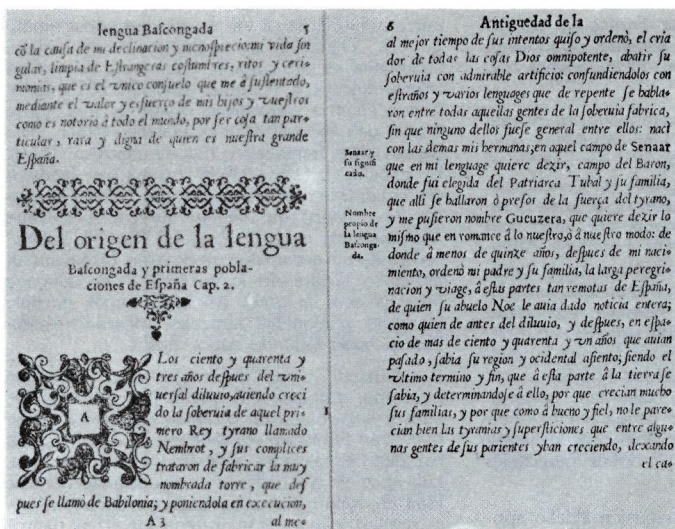 lengua Baſcongada 5
cō la cauſa de mi declinacion y menoſprecio: mi vida ſin
gular, limpia de Eſtrangeras coſtumbres, ritos y ceri-
monias, que es el vnico conſuelo que me â ſuſtentado,
mediante el valor y esfuerço de mis hijos y vueſtros
como es notorio â todo el mundo, por ſer coſa tan par-
ticular, rara y digna de quien es nueſtra grande
Eſpaña.
Del origen de la lengua
Baſcongada y primeras pobla-
ciones de Eſpaña Cap. 2.
A Los ciento y quarenta y
tres años deſpues del vni-
uerſal diluuio, auiendo creci
do la ſoberuia de aquel pri-
mero Rey tyrano llamado
Nembrot, y ſus complices
trataron de fabricar la muy
nombrada torre, que deſ
pues ſe llamò de Babilonia; y poniendola en execucion,
A 3 al me-
6 Antiguedad de la
al mejor tiempo de ſus intentos quiſo y ordenò, el cria
dor de todas las coſas Dios omnipotente, abatir ſu
ſoberuia con admirable artificio: confundiendolos con
eſtraños y varios lenguages que de repente ſe habla-
ron entre todas aquellas gentes de la ſoberuia fabrica,
ſin que ninguno dellos fueſe general entre ellos: naci
con las demas mis hermanas; en aquel campo de Senaar
que en mi lenguage quiere dezir, campo del Baron,
donde fui elegida del Patriarca Tubal y ſu familia,
que alli ſe ballaron ò preſos de la fuerça del tyrano,
y me puſieron nombre Gueuzera, que quiere dezir lo
miſmo que en romance â lo nueſtro, ò â nueſtro modo: de
donde â menos de quinze años, deſpues de mi naci-
miento, ordenò mi padre y ſu familia, la larga peregri-
nacion y viage, â eſtas partes tan remotas de Eſpaña,
de quien ſu abuelo Noe le auia dado noticia entera;
como quien de antes del diluuio, y deſpues, en eſpa-
cio de mas de ciento y quarenta y vn años que auian
paſado, ſabia ſu region y ocidental aſiento; ſiendo el
vltimo termino y fin, que â eſta parte â la tierra ſe
ſabia, y determinandoſe â ello, por que crecian mucho
ſus familias, y por que como â bueno y fiel, no le pare-
cian bien las tyranias y ſuperſticiones que entre algu-
nas gentes de ſus parientes yban creciendo, dexando
el ca-
Senaar y
ſu ſignifi
cado.
Nombre
propio de
la lengua
Baſconga-
da.